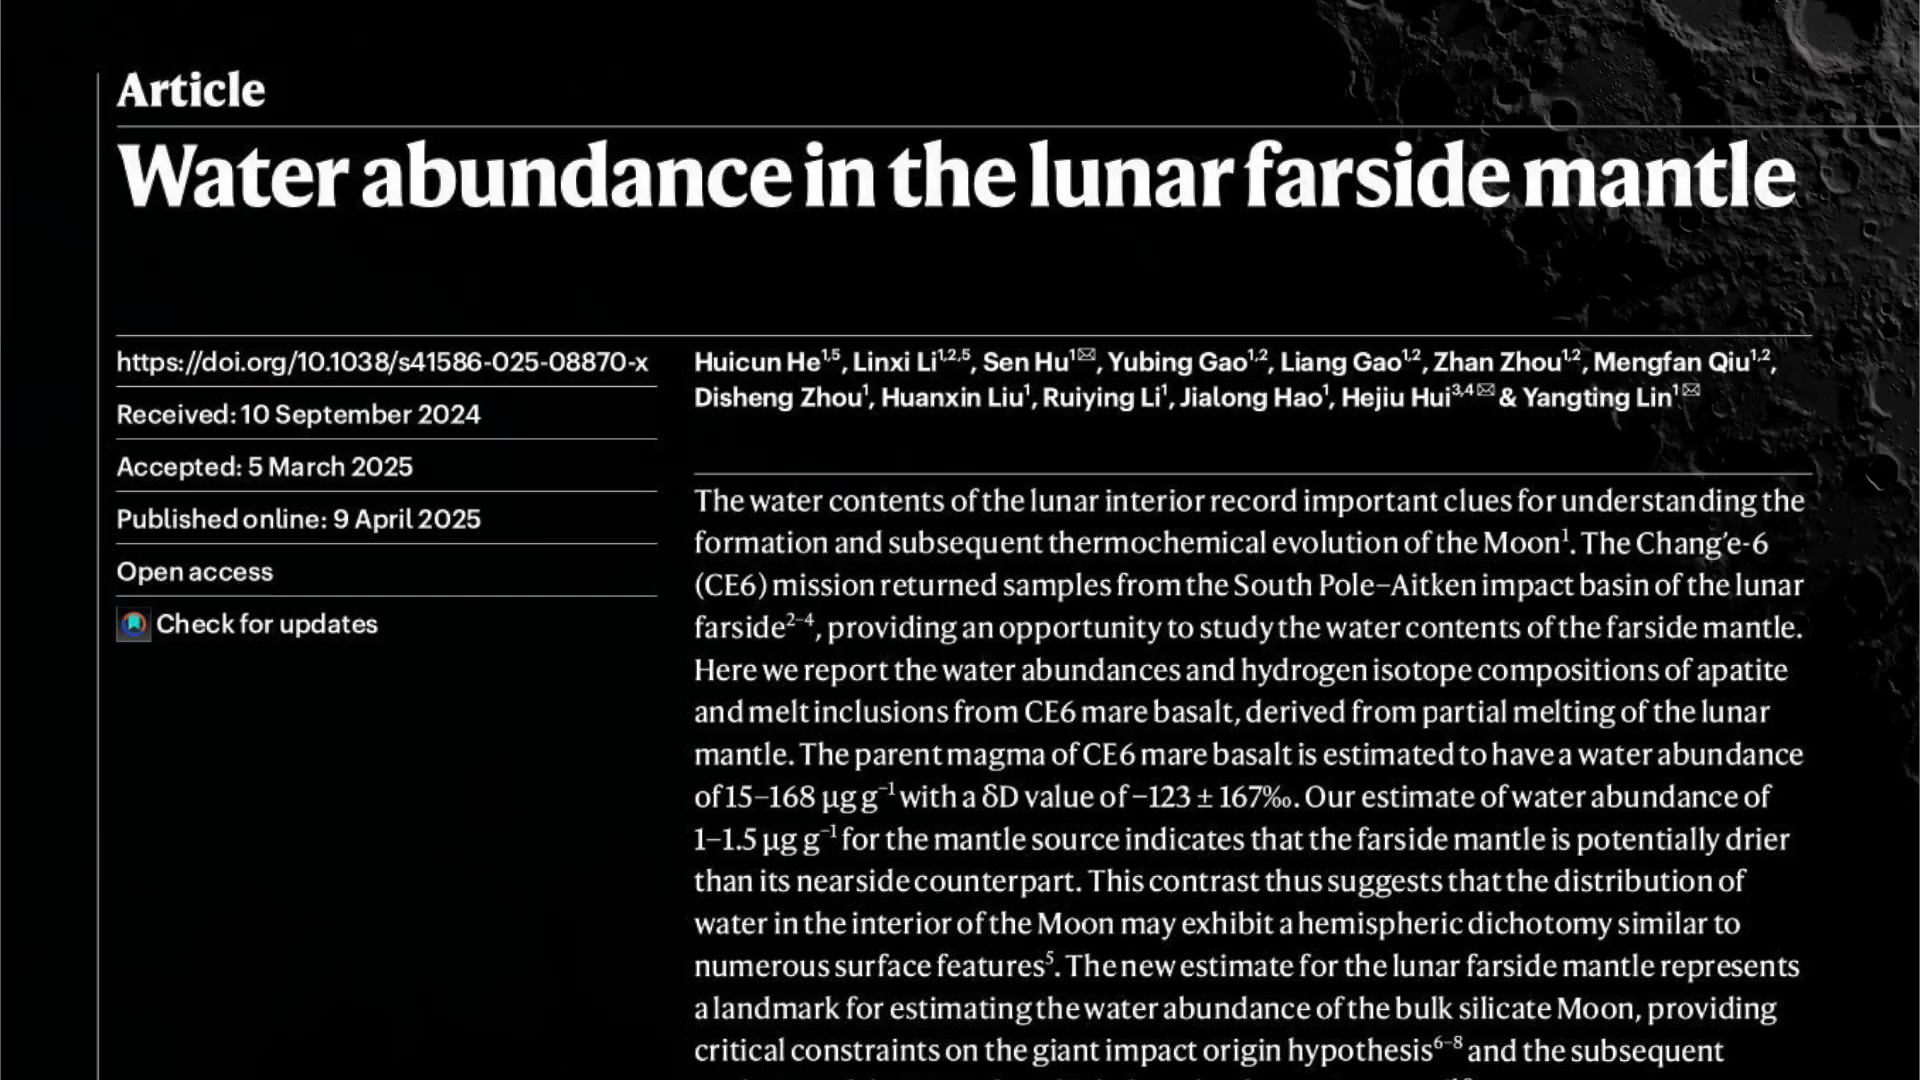 Article
Water abundance in the lunar farside mantle
https://doi.org/10.1038/s41586-025-08870-x
Received: 10 September 2024
Accepted: 5 March 2025
Published online: 9 April 2025
Open access
Check for updates
Huicun He1,5, Linxi Li1,2,5, Sen Hu1✉, Yubing Gao1,2, Liang Gao1,2, Zhan Zhou1,2, Mengfan Qiu1,2,
Disheng Zhou1, Huanxin Liu1, Ruiying Li1, Jialong Hao1, Hejiu Hui3,4✉ & Yangting Lin1✉
The water contents of the lunar interior record important clues for understanding the
formation and subsequent thermochemical evolution of the Moon1. The Chang’e-6
(CE6) mission returned samples from the South Pole–Aitken impact basin of the lunar
farside2–4, providing an opportunity to study the water contents of the farside mantle.
Here we report the water abundances and hydrogen isotope compositions of apatite
and melt inclusions from CE6 mare basalt, derived from partial melting of the lunar
mantle. The parent magma of CE6 mare basalt is estimated to have a water abundance
of 15–168 μg g−1 with a δD value of −123 ± 167‰. Our estimate of water abundance of
1–1.5 μg g−1 for the mantle source indicates that the farside mantle is potentially drier
than its nearside counterpart. This contrast thus suggests that the distribution of
water in the interior of the Moon may exhibit a hemispheric dichotomy similar to
numerous surface features5. The new estimate for the lunar farside mantle represents
a landmark for estimating the water abundance of the bulk silicate Moon, providing
critical constraints on the giant impact origin hypothesis6–8 and the subsequent